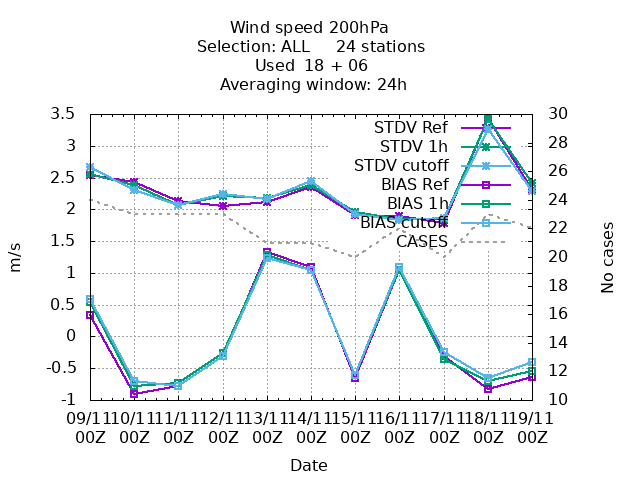 Wind speed 200hPa
Selection: ALL     24 stations
Used  18 + 06
Averaging window: 24h
3.5
3
2.5
2
1.5
1
0.5
0
-0.5
-1
m/s
30
28
26
24
22
20
18
16
14
12
10
No cases
STDV Ref
STDV 1h
STDV cutoff
BIAS Ref
BIAS 1h
BIAS cutoff
CASES
09/11 10/11 11/11 12/11 13/11 14/11 15/11 16/11 17/11 18/11 19/11
00Z 00Z 00Z 00Z 00Z 00Z 00Z 00Z 00Z 00Z 00Z
Date